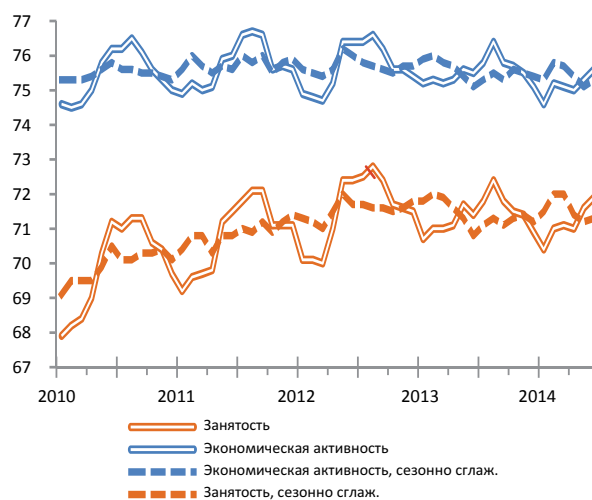 77
76
75
74
73
72
71
70
69
68
67
2010 2011 2012 2013 2014
Занятость
Экономическая активность
Экономическая активность, сезонно сглаж.
Занятость, сезонно сглаж.